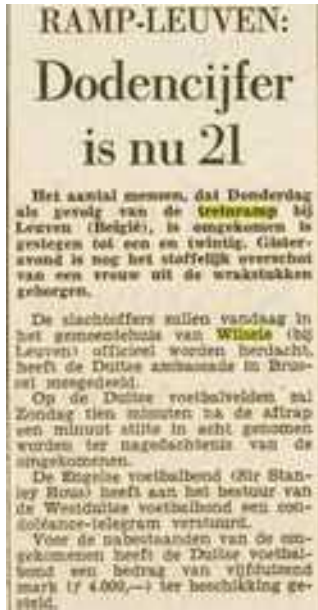 RAMP-LEUVEN:
Dodencijfer
is nu 21
Het aantal mensen, dat Donderdag
als gevolg van de treinramp bij
Leuven (België), is omgekomen is
gestegen tot een en twintig. Gister-
avond is nog het stoffelijk overschot
van een vrouw uit de wrakstukken
geborgen.
De slachtoffers zullen vandaag in
het gemeentehuis van Wilsele (bij
Leuven) officieel worden herdacht,
heeft de Duitse ambassade in Brus-
sel meegedeeld.
Op de Duitse voetbalvelden zal
Zondag tien minuten na de aftrap
een minuut stilte in acht genomen
worden ter nagedachtenis van de
omgekomenen.
De Engelse voetbalbond (Sir Stan-
ley Rous) heeft aan het bestuur van
de Westduitse voetbalbond een con-
doléance-telegram verstuurd.
Voor de nabestaanden van de om-
gekomenen heeft de Duitse voetbal-
bond een bedrag van vijfduizend
mark (ƒ 4.000,—) ter beschikking ge-
steld.